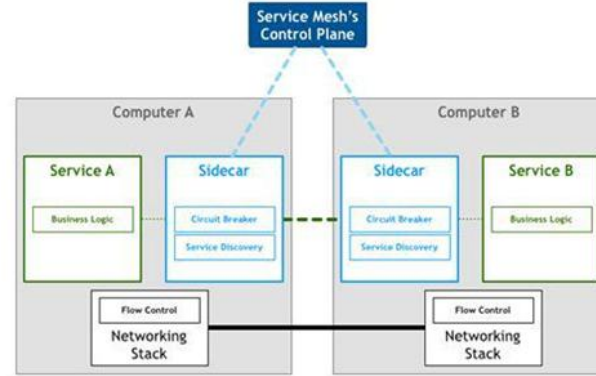 Service Mesh's
Control Plane
Computer A
Computer B
Service A
Sidecar
Sidecar
Service B
Business Logic
Circuit Breaker
Circuit Breaker
Business Logic
Service Discovery
Service Discovery
Flow Control
Flow Control
Networking
Stack
Networking
Stack